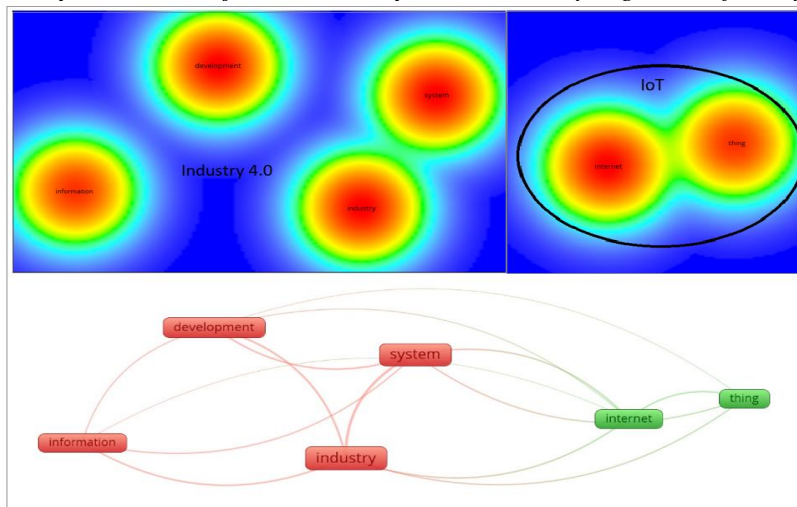 development
system
information
Industry 4.0
industry
IoT
thing
internet
development
system
thing
internet
information
industry